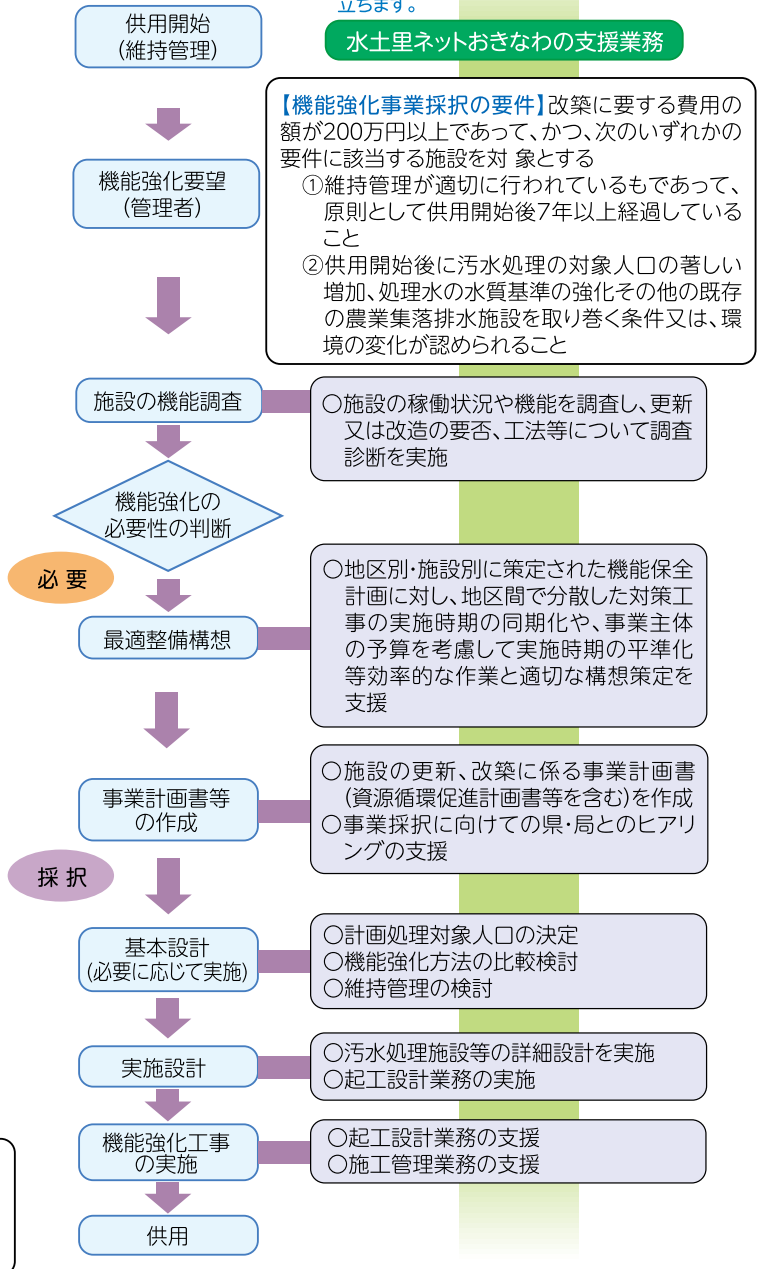 立ちます。
供用開始
(維持管理)
水土里ネットおきなわの支援業務
【機能強化事業採択の要件】改築に要する費用の
額が200万円以上であって、かつ、次のいずれかの
要件に該当する施設を対 象とする
①維持管理が適切に行われているもであって、
原則として供用開始後7年以上経過している
こと
②供用開始後に汚水処理の対象人口の著しい
増加、処理水の水質基準の強化その他の既存
の農業集落排水施設を取り巻く条件又は、環
境の変化が認められること
機能強化要望
(管理者)
施設の機能調査
○施設の稼働状況や機能を調査し、更新
又は改造の要否、工法等について調査
診断を実施
機能強化の
必要性の判断
必 要
最適整備構想
○地区別・施設別に策定された機能保全
計画に対し、地区間で分散した対策工
事の実施時期の同期化や、事業主体
の予算を考慮して実施時期の平準化
等効率的な作業と適切な構想策定を
支援
事業計画書等
の作成
○施設の更新、改築に係る事業計画書
(資源循環促進計画書等を含む)を作成
○事業採択に向けての県・局とのヒアリ
ングの支援
採 択
基本設計
(必要に応じて実施)
○計画処理対象人口の決定
○機能強化方法の比較検討
○維持管理の検討
実施設計
○汚水処理施設等の詳細設計を実施
○起工設計業務の実施
機能強化工事
の実施
○起工設計業務の支援
○施工管理業務の支援
供用